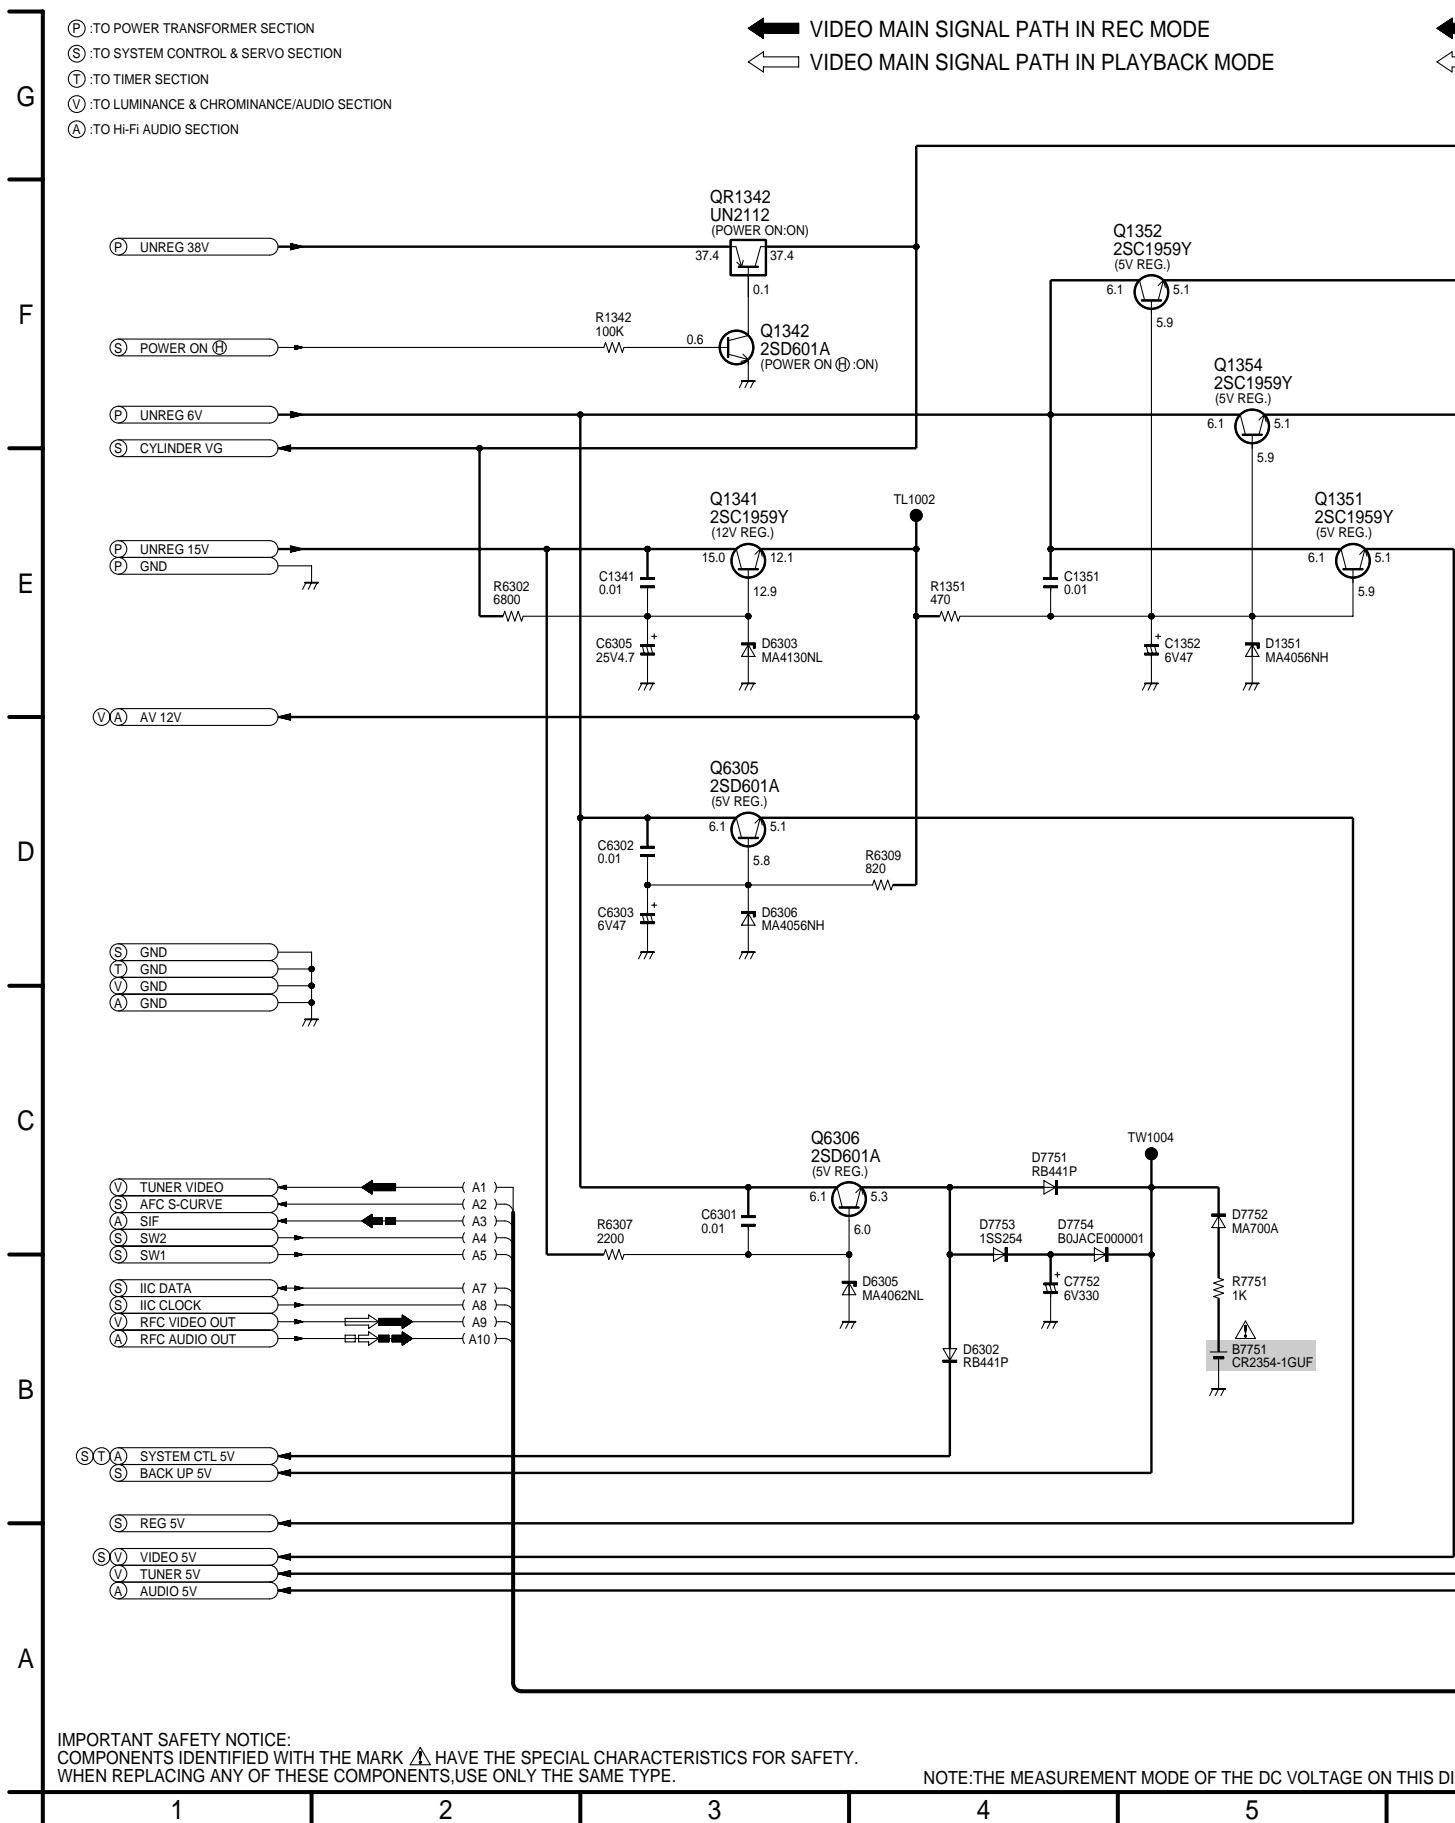 Ⓟ :TO POWER TRANSFORMER SECTION
Ⓢ :TO SYSTEM CONTROL & SERVO SECTION
Ⓣ :TO TIMER SECTION
Ⓥ :TO LUMINANCE & CHROMINANCE/AUDIO SECTION
Ⓐ :TO Hi-Fi AUDIO SECTION
VIDEO MAIN SIGNAL PATH IN REC MODE
VIDEO MAIN SIGNAL PATH IN PLAYBACK MODE
G
F
E
D
C
B
A
QR1342
UN2112
(POWER ON:ON)
Ⓟ UNREG 38V
37.4
37.4
0.1
Q1352
2SC1959Y
(5V REG.)
6.1
5.1
5.9
R1342
100K
Ⓢ POWER ON Ⓗ
0.6
Q1342
2SD601A
(POWER ON Ⓗ :ON)
Q1354
2SC1959Y
(5V REG.)
6.1
5.1
5.9
Ⓟ UNREG 6V
Ⓢ CYLINDER VG
Q1341
2SC1959Y
(12V REG.)
15.0
12.1
12.9
TL1002
Q1351
2SC1959Y
(5V REG.)
6.1
5.1
5.9
Ⓟ UNREG 15V
Ⓟ GND
R6302
6800
C1341
0.01
R1351
470
C1351
0.01
C6305
+
25V4.7
D6303
MA4130NL
+
C1352
6V47
D1351
MA4056NH
Ⓥ Ⓐ AV 12V
Q6305
2SD601A
(5V REG.)
6.1
5.1
5.8
C6302
0.01
R6309
820
C6303
+
6V47
D6306
MA4056NH
Ⓢ GND
Ⓣ GND
Ⓥ GND
Ⓐ GND
Q6306
2SD601A
(5V REG.)
6.1
5.3
6.0
D7751
RB441P
TW1004
Ⓥ TUNER VIDEO
A1
Ⓢ AFC S-CURVE
A2
Ⓐ SIF
A3
Ⓢ SW2
A4
Ⓢ SW1
A5
R6307
2200
C6301
0.01
D7753
1SS254
D7754
B0JACE000001
D7752
MA700A
Ⓢ IIC DATA
A7
Ⓢ IIC CLOCK
A8
Ⓥ RFC VIDEO OUT
A9
Ⓐ RFC AUDIO OUT
A10
D6305
MA4062NL
+
C7752
6V330
R7751
1K
D6302
RB441P
B7751
CR2354-1GUF
Ⓢ Ⓣ Ⓐ SYSTEM CTL 5V
Ⓢ BACK UP 5V
Ⓢ REG 5V
Ⓢ Ⓥ VIDEO 5V
Ⓥ TUNER 5V
Ⓐ AUDIO 5V
IMPORTANT SAFETY NOTICE:
COMPONENTS IDENTIFIED WITH THE MARK ⚠ HAVE THE SPECIAL CHARACTERISTICS FOR SAFETY.
WHEN REPLACING ANY OF THESE COMPONENTS,USE ONLY THE SAME TYPE.
NOTE:THE MEASUREMENT MODE OF THE DC VOLTAGE ON THIS DI
1
2
3
4
5